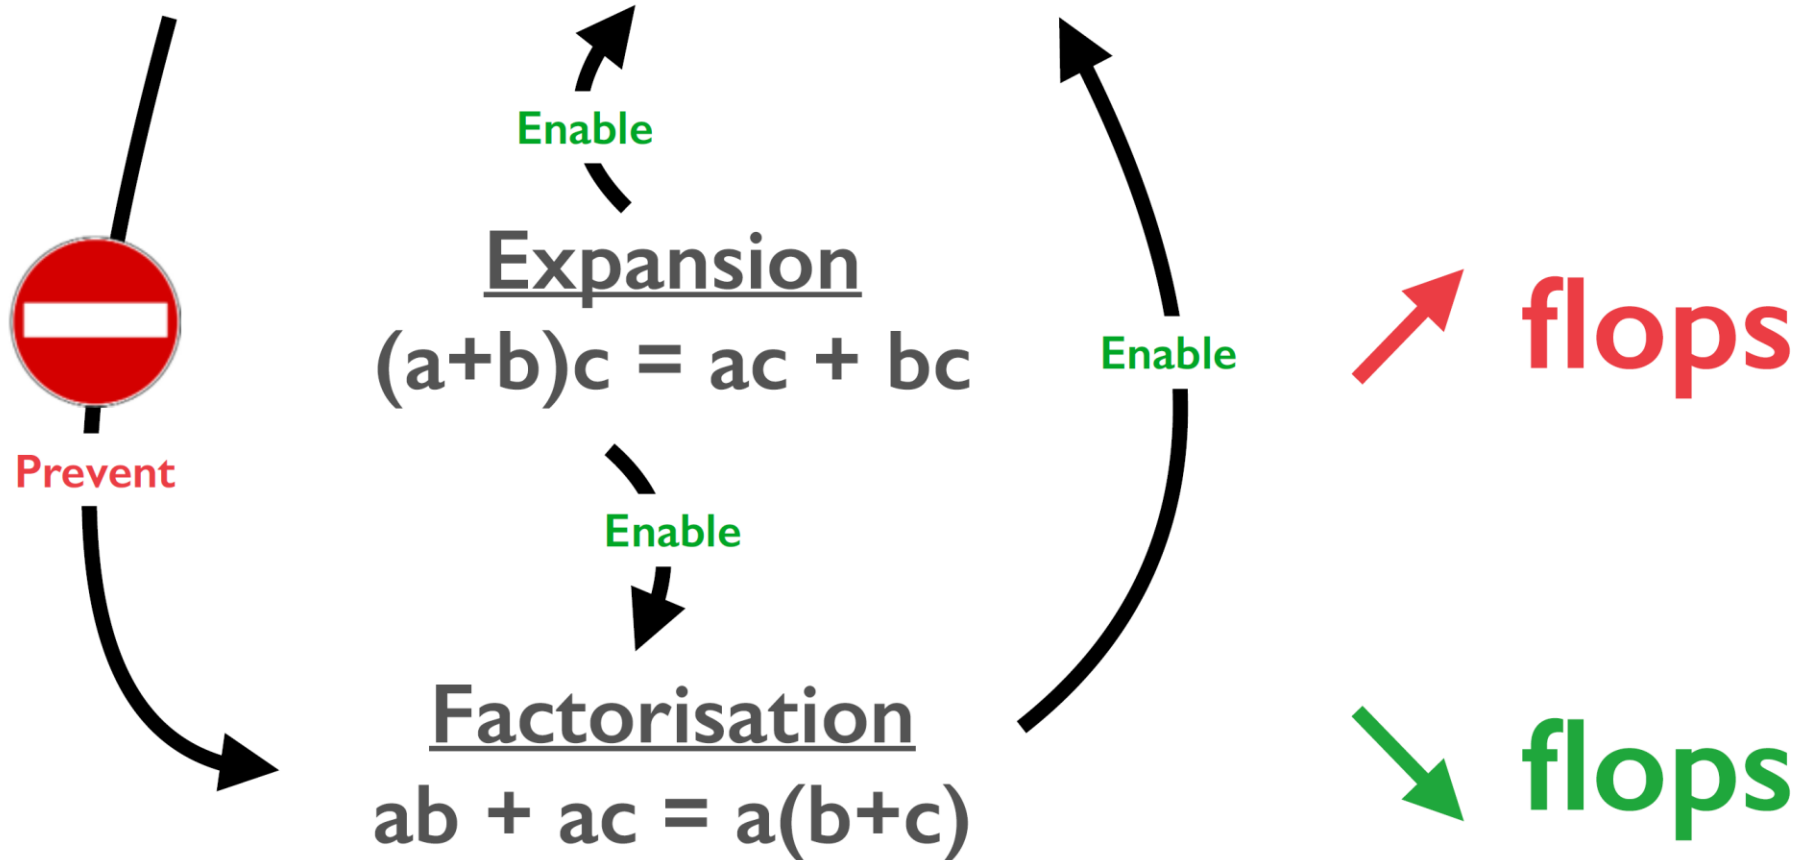 Enable
Expansion
(a+b)c = ac + bc
flops
Enable
Prevent
Enable
Factorisation
flops
ab + ac = a(b+c)